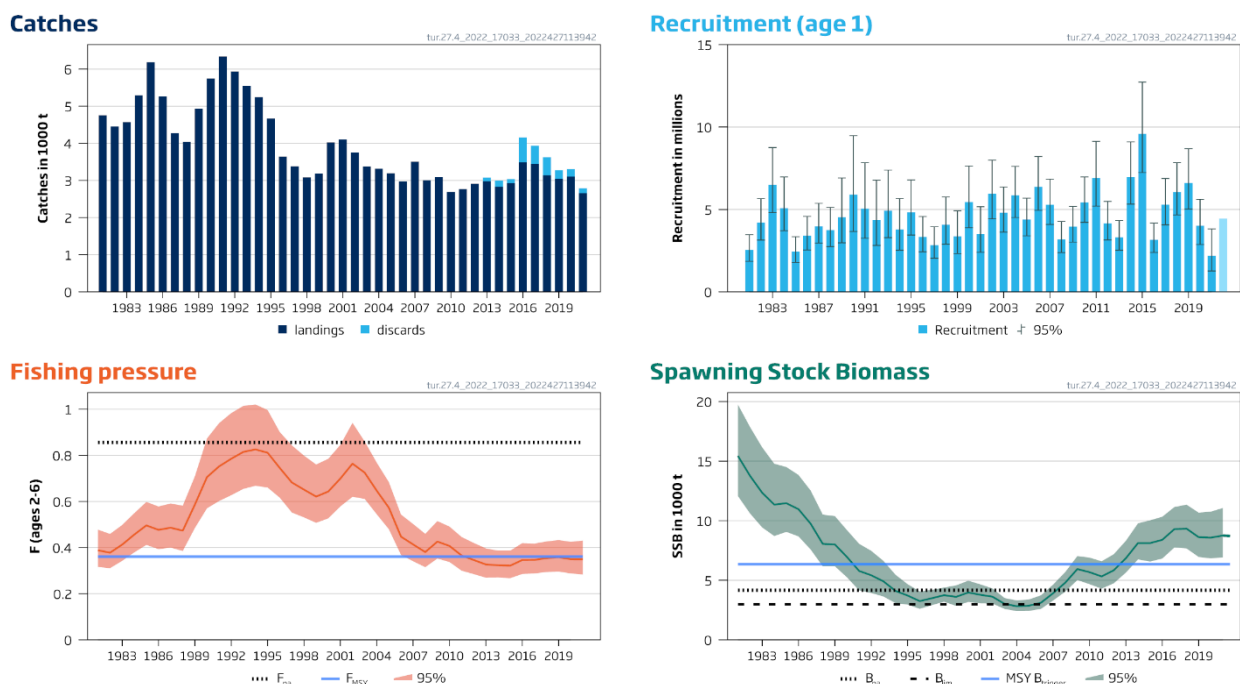 Catches
tur.27.4_2022_17033_2022427113942
Catches in 1000 t
6
5
4
3
2
1
0
1983 1986 1989 1992 1995 1998 2001 2004 2007 2010 2013 2016 2019
landings discards
Recruitment (age 1)
tur.27.4_2022_17033_2022427113942
Recruitment in millions
15
10
5
0
1983 1987 1991 1995 1999 2003 2007 2011 2015 2019
Recruitment 95%
Fishing pressure
tur.27.4_2022_17033_2022427113942
F (ages 2-6)
1
0.8
0.6
0.4
0.2
0
1983 1986 1989 1992 1995 1998 2001 2004 2007 2010 2013 2016 2019
Fpa FMSY 95%
Spawning Stock Biomass
tur.27.4_2022_17033_2022427113942
SSB in 1000 t
20
15
10
5
0
1983 1986 1989 1992 1995 1998 2001 2004 2007 2010 2013 2016 2019
Bpa Blim MSY Btrigger 95%